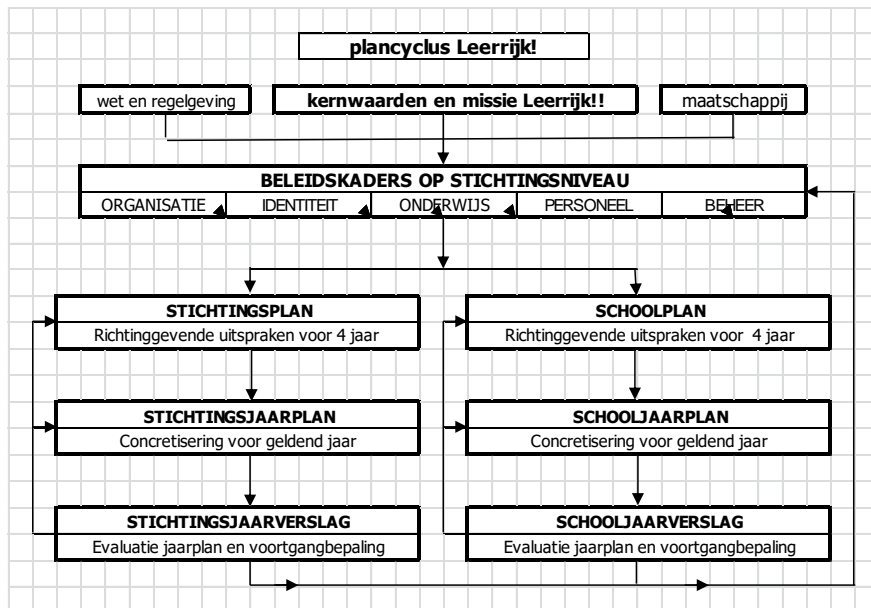 plancyclus Leerrijk!
wet en regelgeving
kernwaarden en missie Leerrijk!!
maatschappij
BELEIDSKADERS OP STICHTINGSNIVEAU
ORGANISATIE IDENTITEIT ONDERWIJS PERSONEEL BEHEER
STICHTINGSPLAN
Richtinggevende uitspraken voor 4 jaar
SCHOOLPLAN
Richtinggevende uitspraken voor 4 jaar
STICHTINGSJAARPLAN
Concretisering voor geldend jaar
SCHOOLJAARPLAN
Concretisering voor geldend jaar
STICHTINGSJAARVERSLAG
Evaluatie jaarplan en voortgangbepaling
SCHOOLJAARVERSLAG
Evaluatie jaarplan en voortgangbepaling